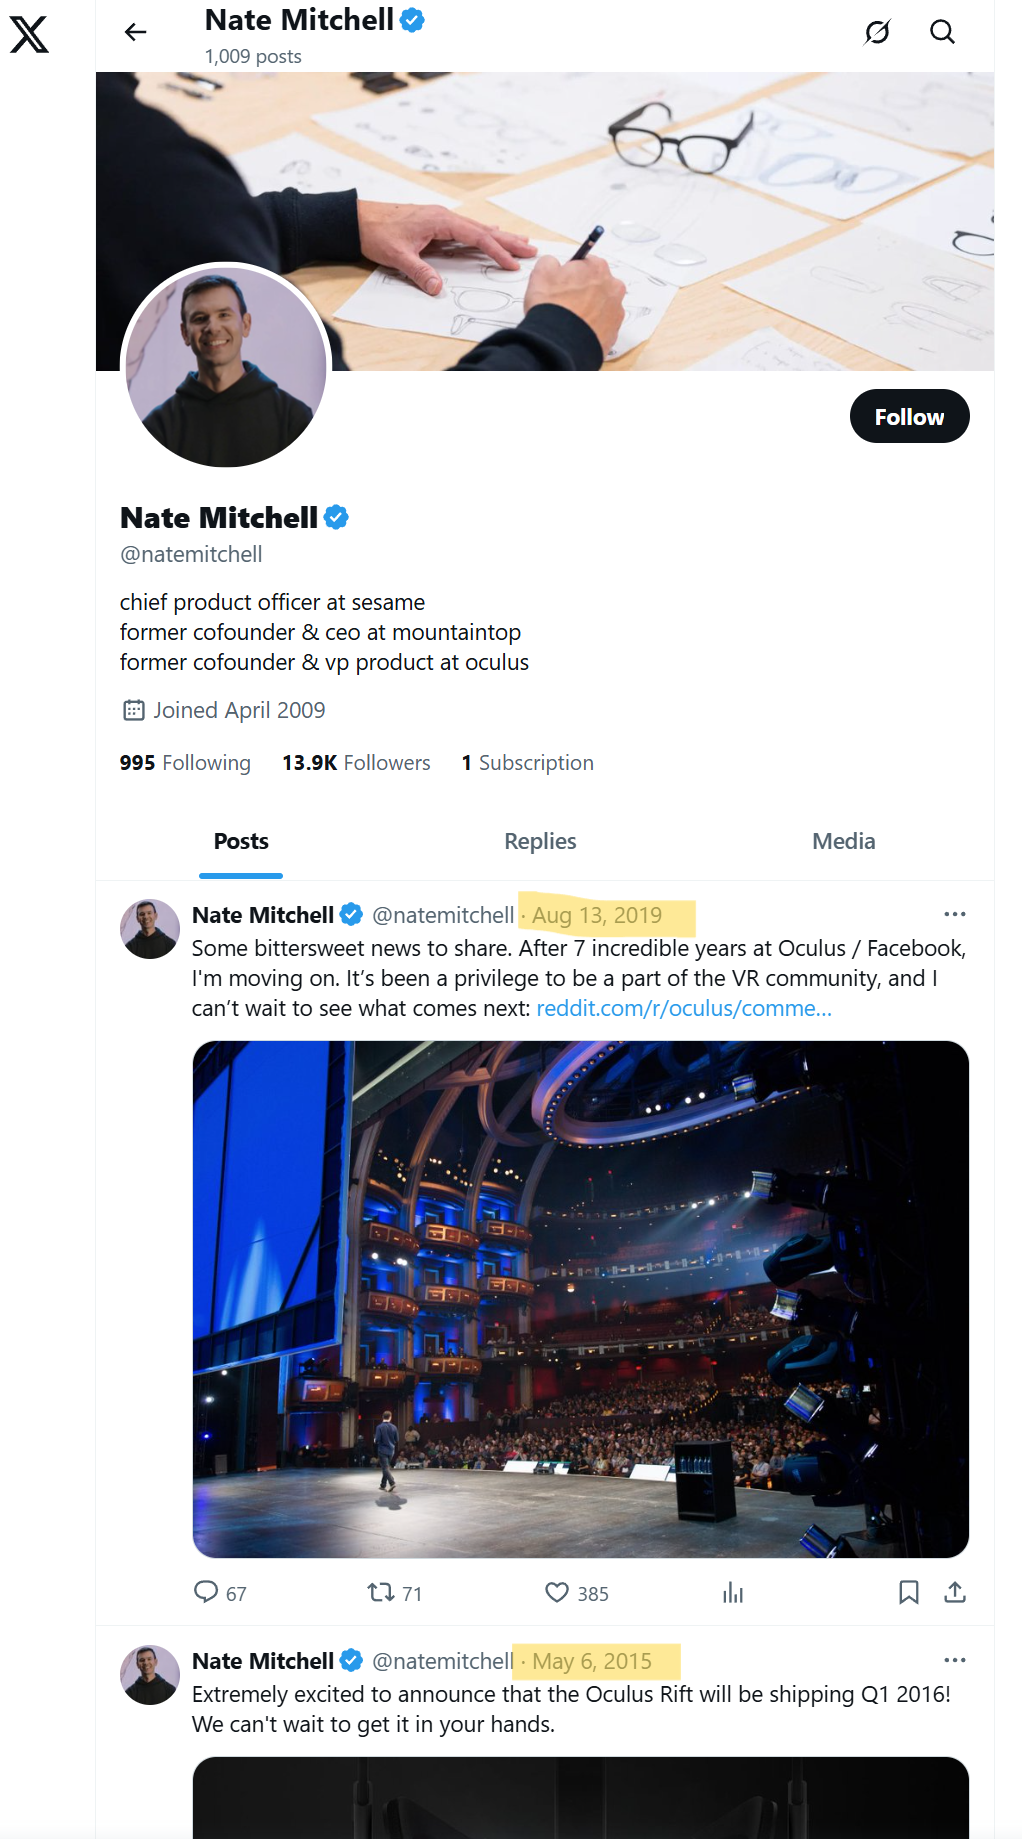 Nate Mitchell
1,009 posts
Follow
Nate Mitchell
@natemitchell
chief product officer at sesame
former cofounder & ceo at mountaintop
former cofounder & vp product at oculus
Joined April 2009
995 Following 13.9K Followers 1 Subscription
Posts Replies Media
Nate Mitchell @natemitchell · Aug 13, 2019
Some bittersweet news to share. After 7 incredible years at Oculus / Facebook,
I'm moving on. It’s been a privilege to be a part of the VR community, and I
can’t wait to see what comes next: reddit.com/r/oculus/comme…
67 71 385
Nate Mitchell @natemitchell · May 6, 2015
Extremely excited to announce that the Oculus Rift will be shipping Q1 2016!
We can't wait to get it in your hands.